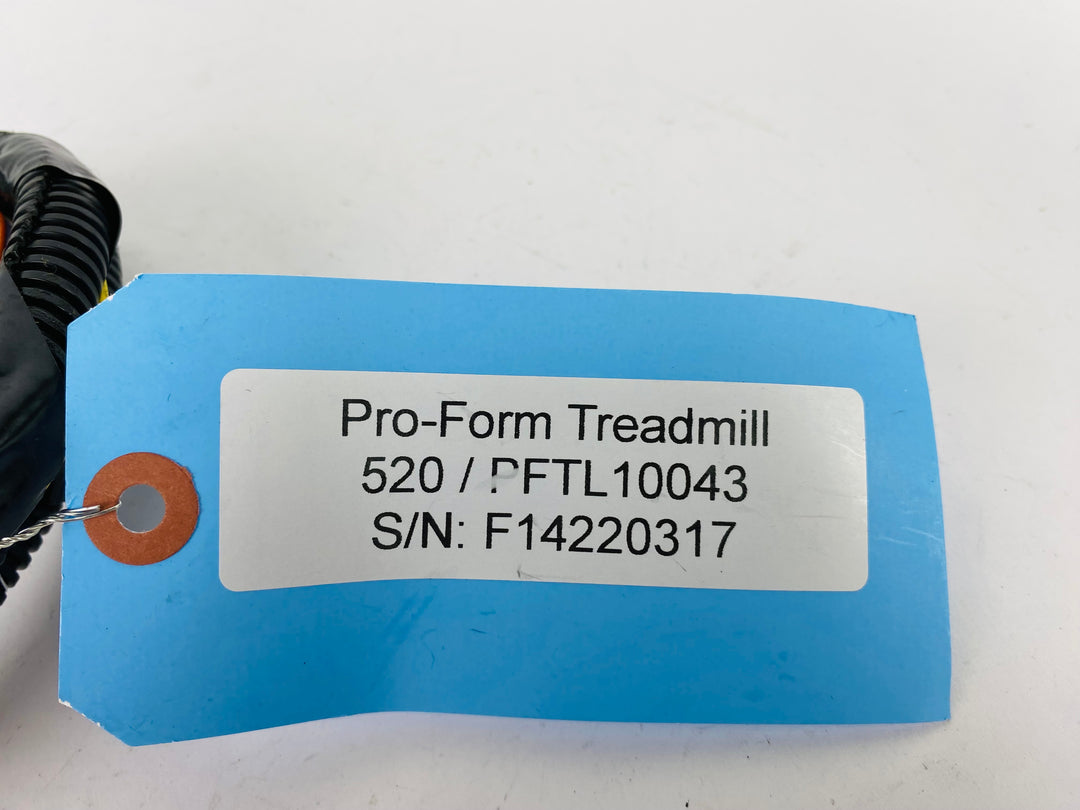 Pro-Form Treadmill
520 / PFTL10043
S/N: F14220317